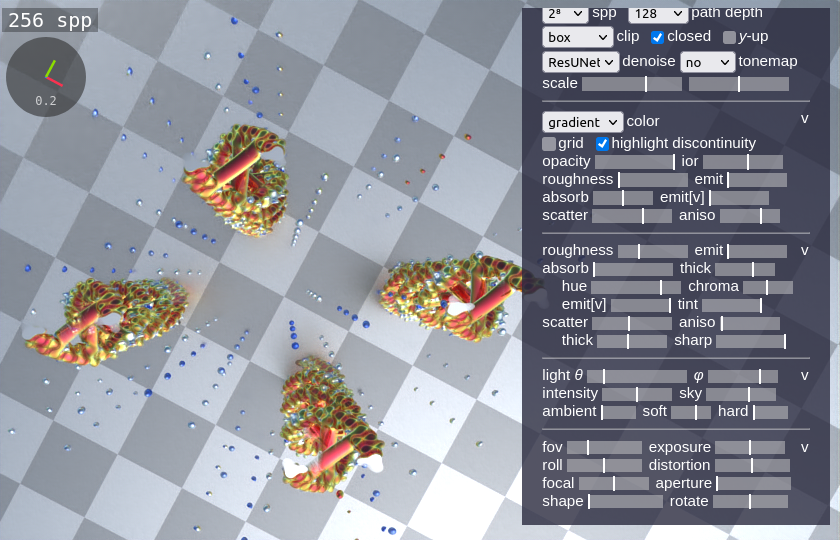 256 spp
0.2
2⁸ spp 128 path depth
box clip closed y-up
ResUNet denoise no tonemap
scale
gradient color v
grid highlight discontinuity
opacity ior
roughness emit
absorb emit[v]
scatter aniso
roughness emit v
absorb thick
hue chroma
emit[v] tint
scatter aniso
thick sharp
light θ φ v
intensity sky
ambient soft hard
fov exposure v
roll distortion
focal aperture
shape rotate